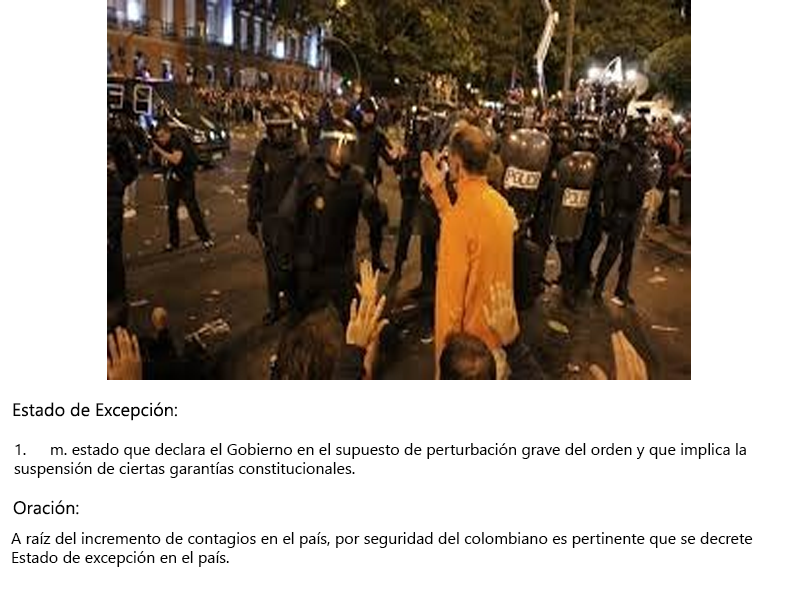 POLICIA
POLI
Estado de Excepción:
1. m. estado que declara el Gobierno en el supuesto de perturbación grave del orden y que implica la
suspensión de ciertas garantías constitucionales.
Oración:
A raíz del incremento de contagios en el país, por seguridad del colombiano es pertinente que se decrete
Estado de excepción en el país.